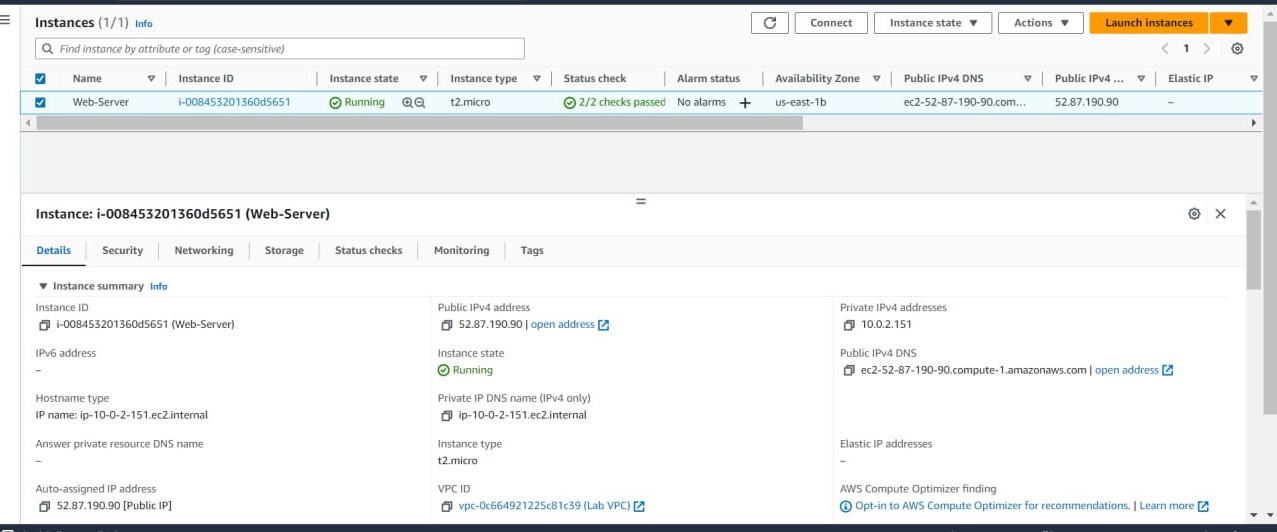 Instances (1/1) Info
Connect Instance state Actions Launch instances
Find instance by attribute or tag (case-sensitive)
1
Name Instance ID Instance state Instance type Status check Alarm status Availability Zone Public IPv4 DNS Public IPv4 ... Elastic IP
Web-Server i-008453201360d5651 Running t2.micro 2/2 checks passed No alarms + us-east-1b ec2-52-87-190-90.com... 52.87.190.90 –
Instance: i-008453201360d5651 (Web-Server)
Details Security Networking Storage Status checks Monitoring Tags
Instance summary Info
Instance ID Public IPv4 address Private IPv4 addresses
i-008453201360d5651 (Web-Server) 52.87.190.90 | open address 10.0.2.151
IPv6 address Instance state Public IPv4 DNS
– Running ec2-52-87-190-90.compute-1.amazonaws.com | open address
Hostname type Private IP DNS name (IPv4 only)
IP name: ip-10-0-2-151.ec2.internal ip-10-0-2-151.ec2.internal
Answer private resource DNS name Instance type Elastic IP addresses
– t2.micro –
Auto-assigned IP address VPC ID AWS Compute Optimizer finding
52.87.190.90 [Public IP] vpc-0c664921225c81c39 (Lab VPC) Opt-in to AWS Compute Optimizer for recommendations. | Learn more